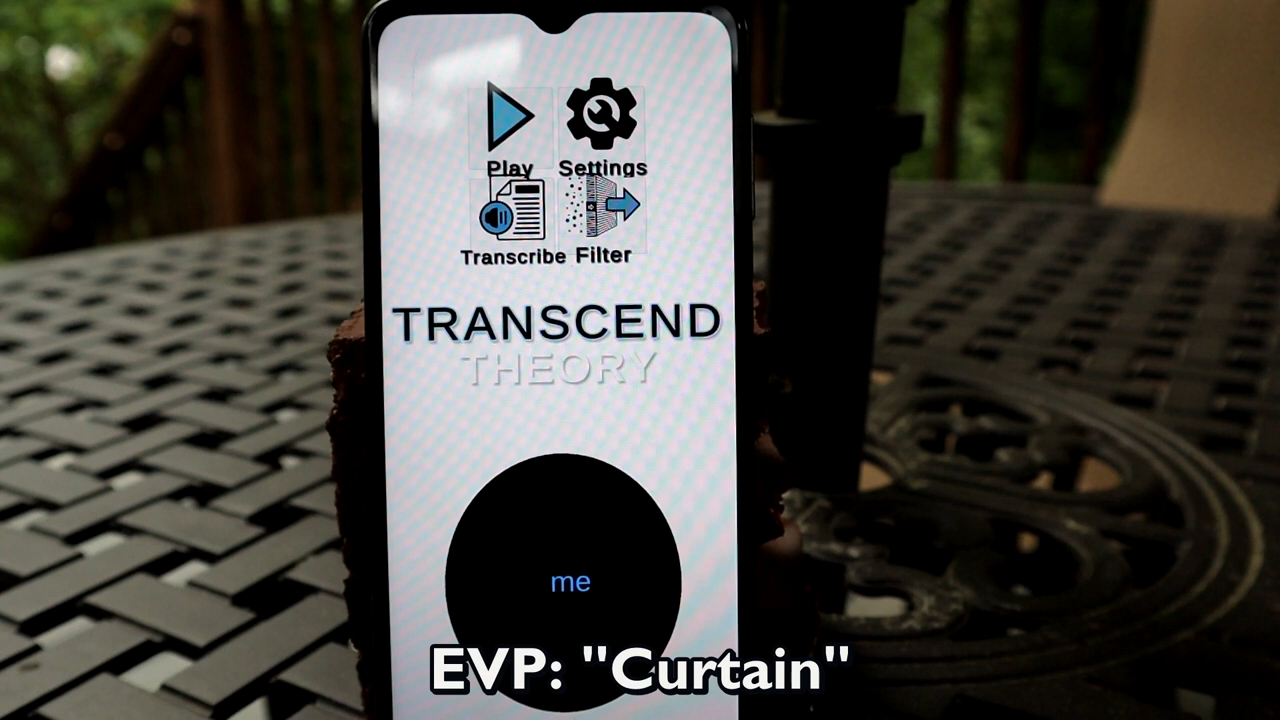 Play Settings
Transcribe Filter
TRANSCEND
THEORY
me
EVP: "Curtain"